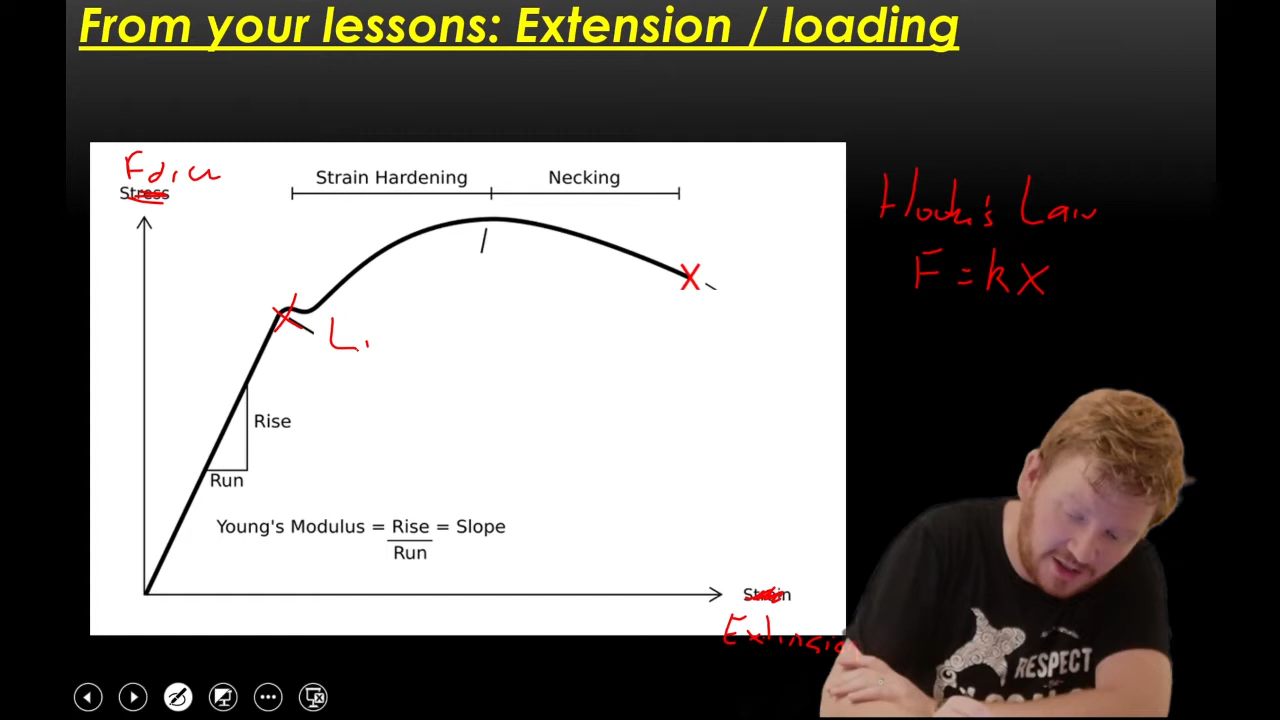 From your lessons: Extension / loading
Force
Stress
Strain Hardening
Necking
Hooke's Law
F = kx
L.
Rise
Run
Young's Modulus = Rise = Slope
Run
Strain
Extension
RESPECT